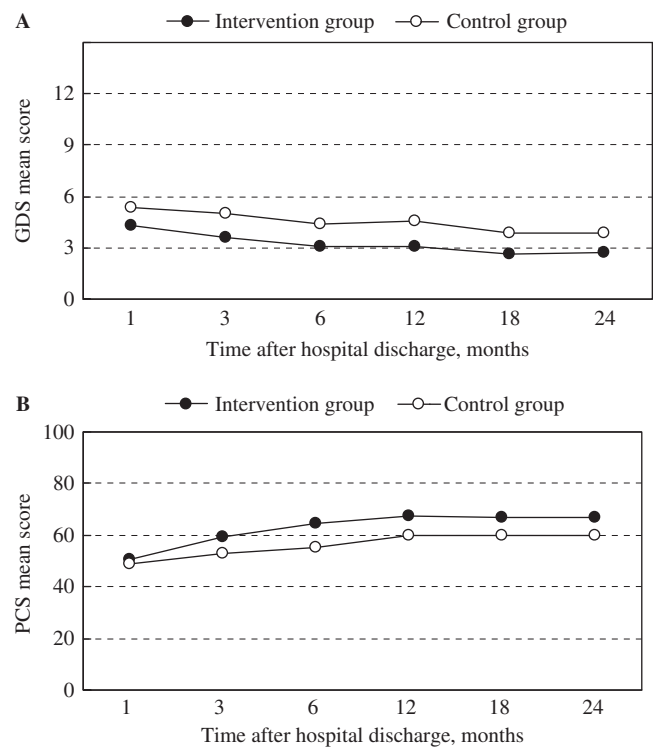 A
Intervention group
Control group
12
9
6
3
0
GDS mean score
1 3 6 12 18 24
Time after hospital discharge, months
B
Intervention group
Control group
100
80
60
40
20
0
PCS mean score
1 3 6 12 18 24
Time after hospital discharge, months